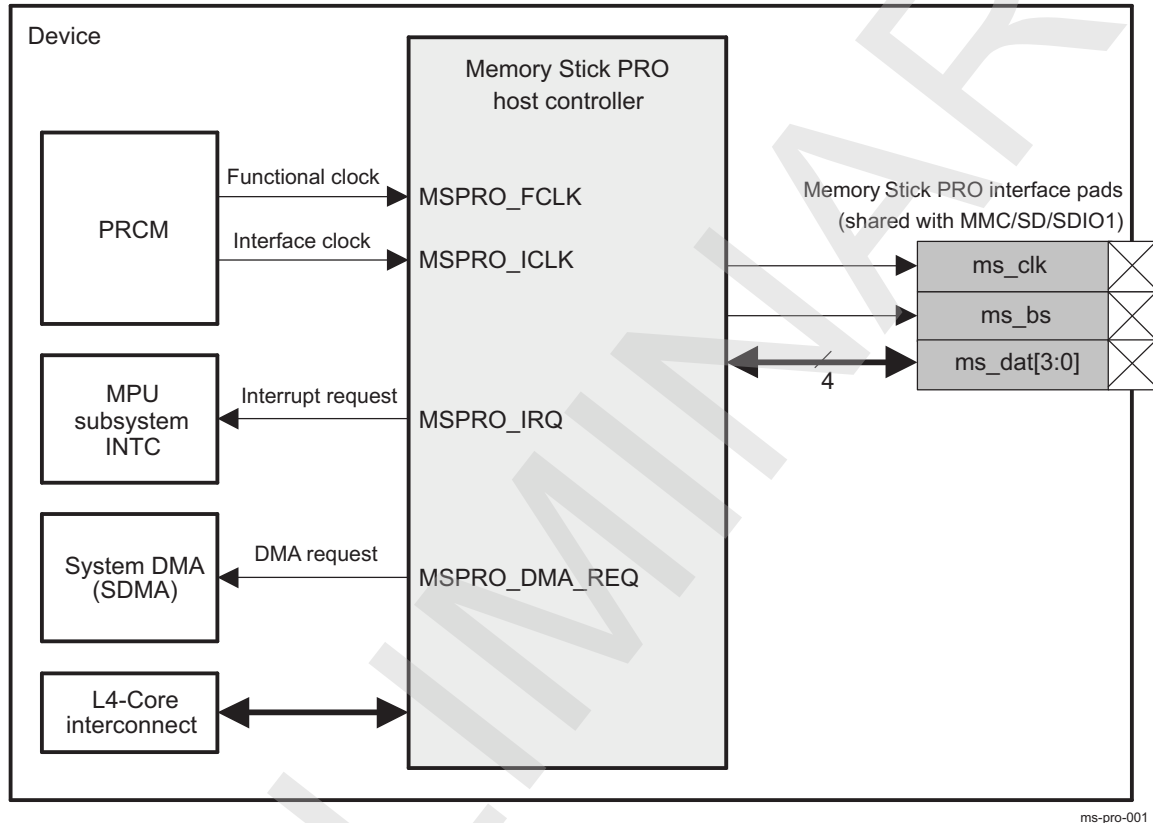 Device
Memory Stick PRO
host controller
PRCM
Functional clock
MSPRO_FCLK
Interface clock
MSPRO_ICLK
Memory Stick PRO interface pads
(shared with MMC/SD/SDIO1)
ms_clk
ms_bs
ms_dat[3:0]
4
MPU
subsystem
INTC
Interrupt request
MSPRO_IRQ
System DMA
(SDMA)
DMA request
MSPRO_DMA_REQ
L4-Core
interconnect
ms-pro-001
LIMINAR